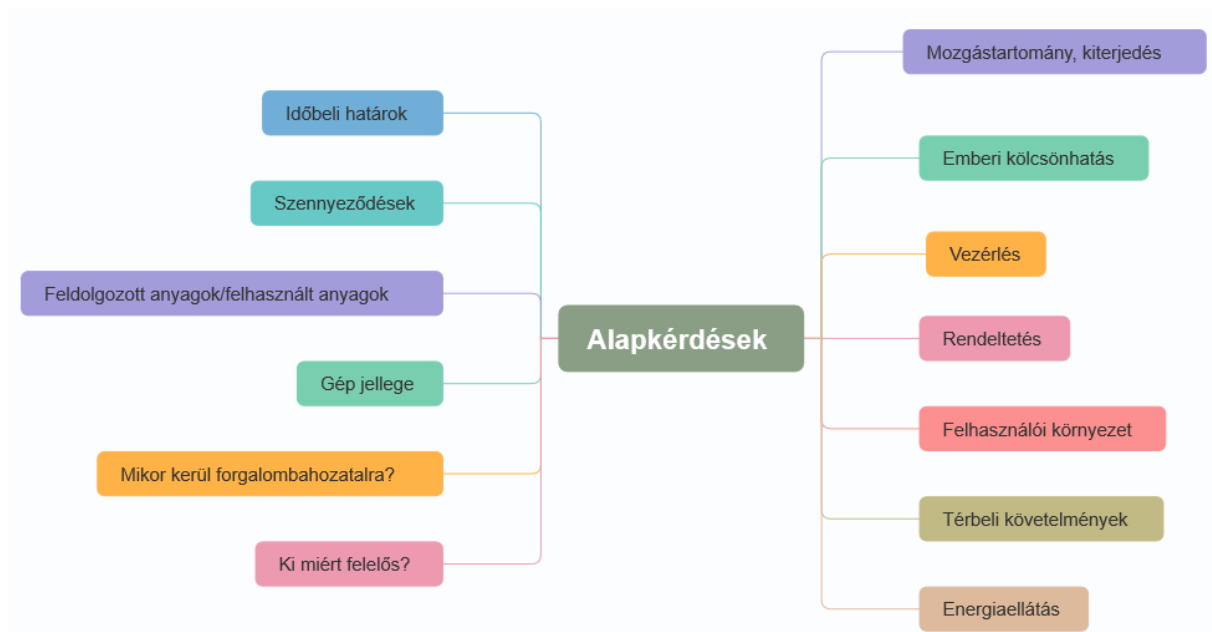 Alapkérdések
Mozgástartomány, kiterjedés
Emberi kölcsönhatás
Vezérlés
Rendeltetés
Felhasználói környezet
Térbeli követelmények
Energiaellátás
Időbeli határok
Szennyeződések
Feldolgozott anyagok/felhasznált anyagok
Gép jellege
Mikor kerül forgalombahozatalra?
Ki miért felelős?